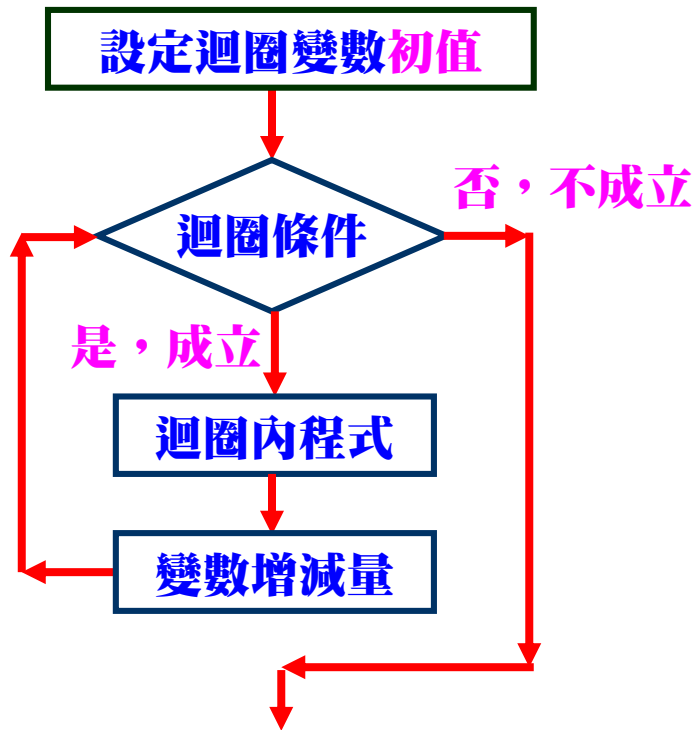 設定迴圈變數初值
迴圈條件
否，不成立
是，成立
迴圈內程式
變數增減量